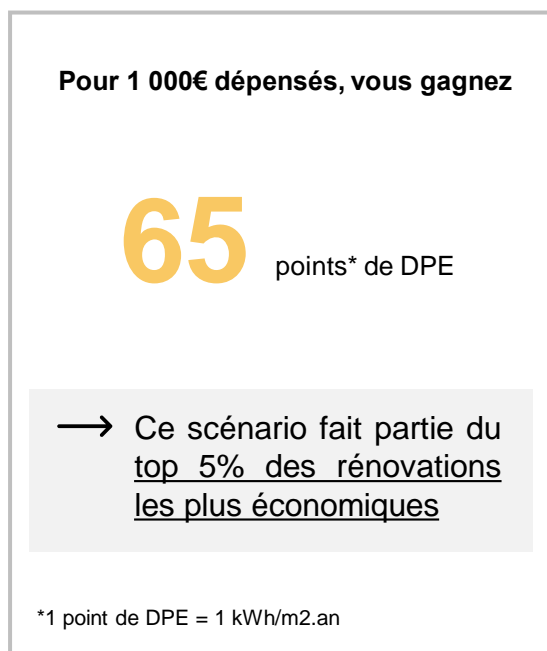 Pour 1 000€ dépensés, vous gagnez
65 points* de DPE
→ Ce scénario fait partie du
top 5% des rénovations
les plus économiques
*1 point de DPE = 1 kWh/m2.an